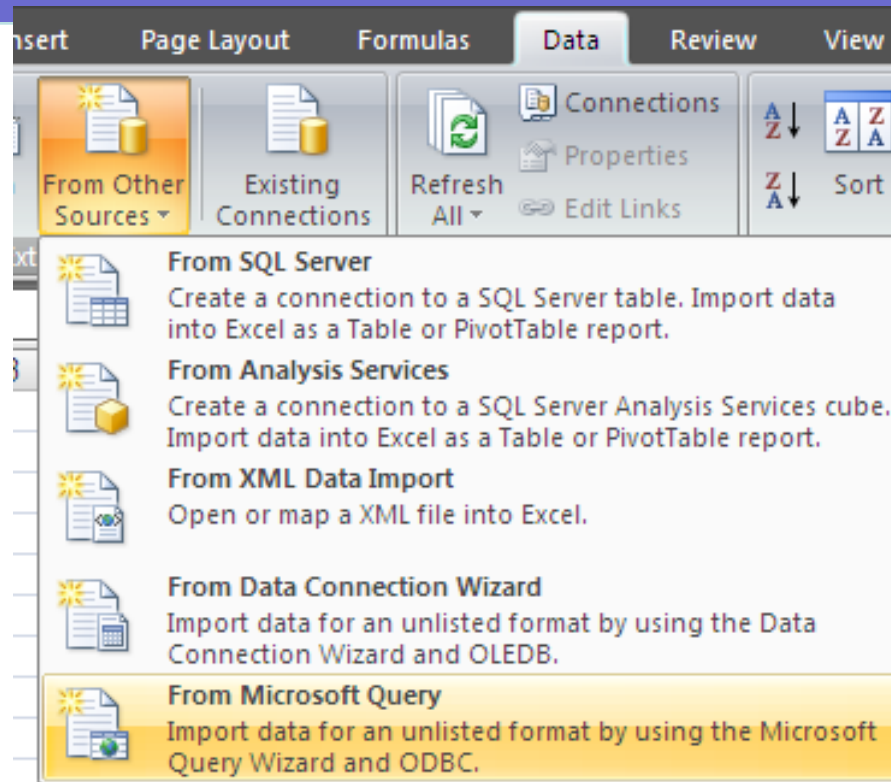 nsert Page Layout Formulas Data Review View
From Other Sources Existing Connections Refresh All Connections Properties Edit Links A Z Z A A Z Z A Sort
Ext
From SQL Server
Create a connection to a SQL Server table. Import data
into Excel as a Table or PivotTable report.
From Analysis Services
Create a connection to a SQL Server Analysis Services cube.
Import data into Excel as a Table or PivotTable report.
From XML Data Import
Open or map a XML file into Excel.
From Data Connection Wizard
Import data for an unlisted format by using the Data
Connection Wizard and OLEDB.
From Microsoft Query
Import data for an unlisted format by using the Microsoft
Query Wizard and ODBC.